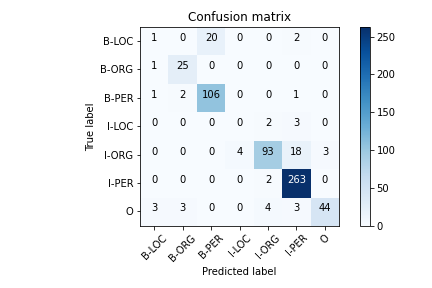 Confusion matrix
B-LOC 1 0 20 0 0 2 0
B-ORG 1 25 0 0 0 0 0
B-PER 1 2 106 0 0 1 0
I-LOC 0 0 0 0 2 3 0
I-ORG 0 0 0 4 93 18 3
I-PER 0 0 0 0 2 263 0
O 3 3 0 0 4 3 44
True label
B-LOC B-ORG B-PER I-LOC I-ORG I-PER O
Predicted label
250
200
150
100
50
0